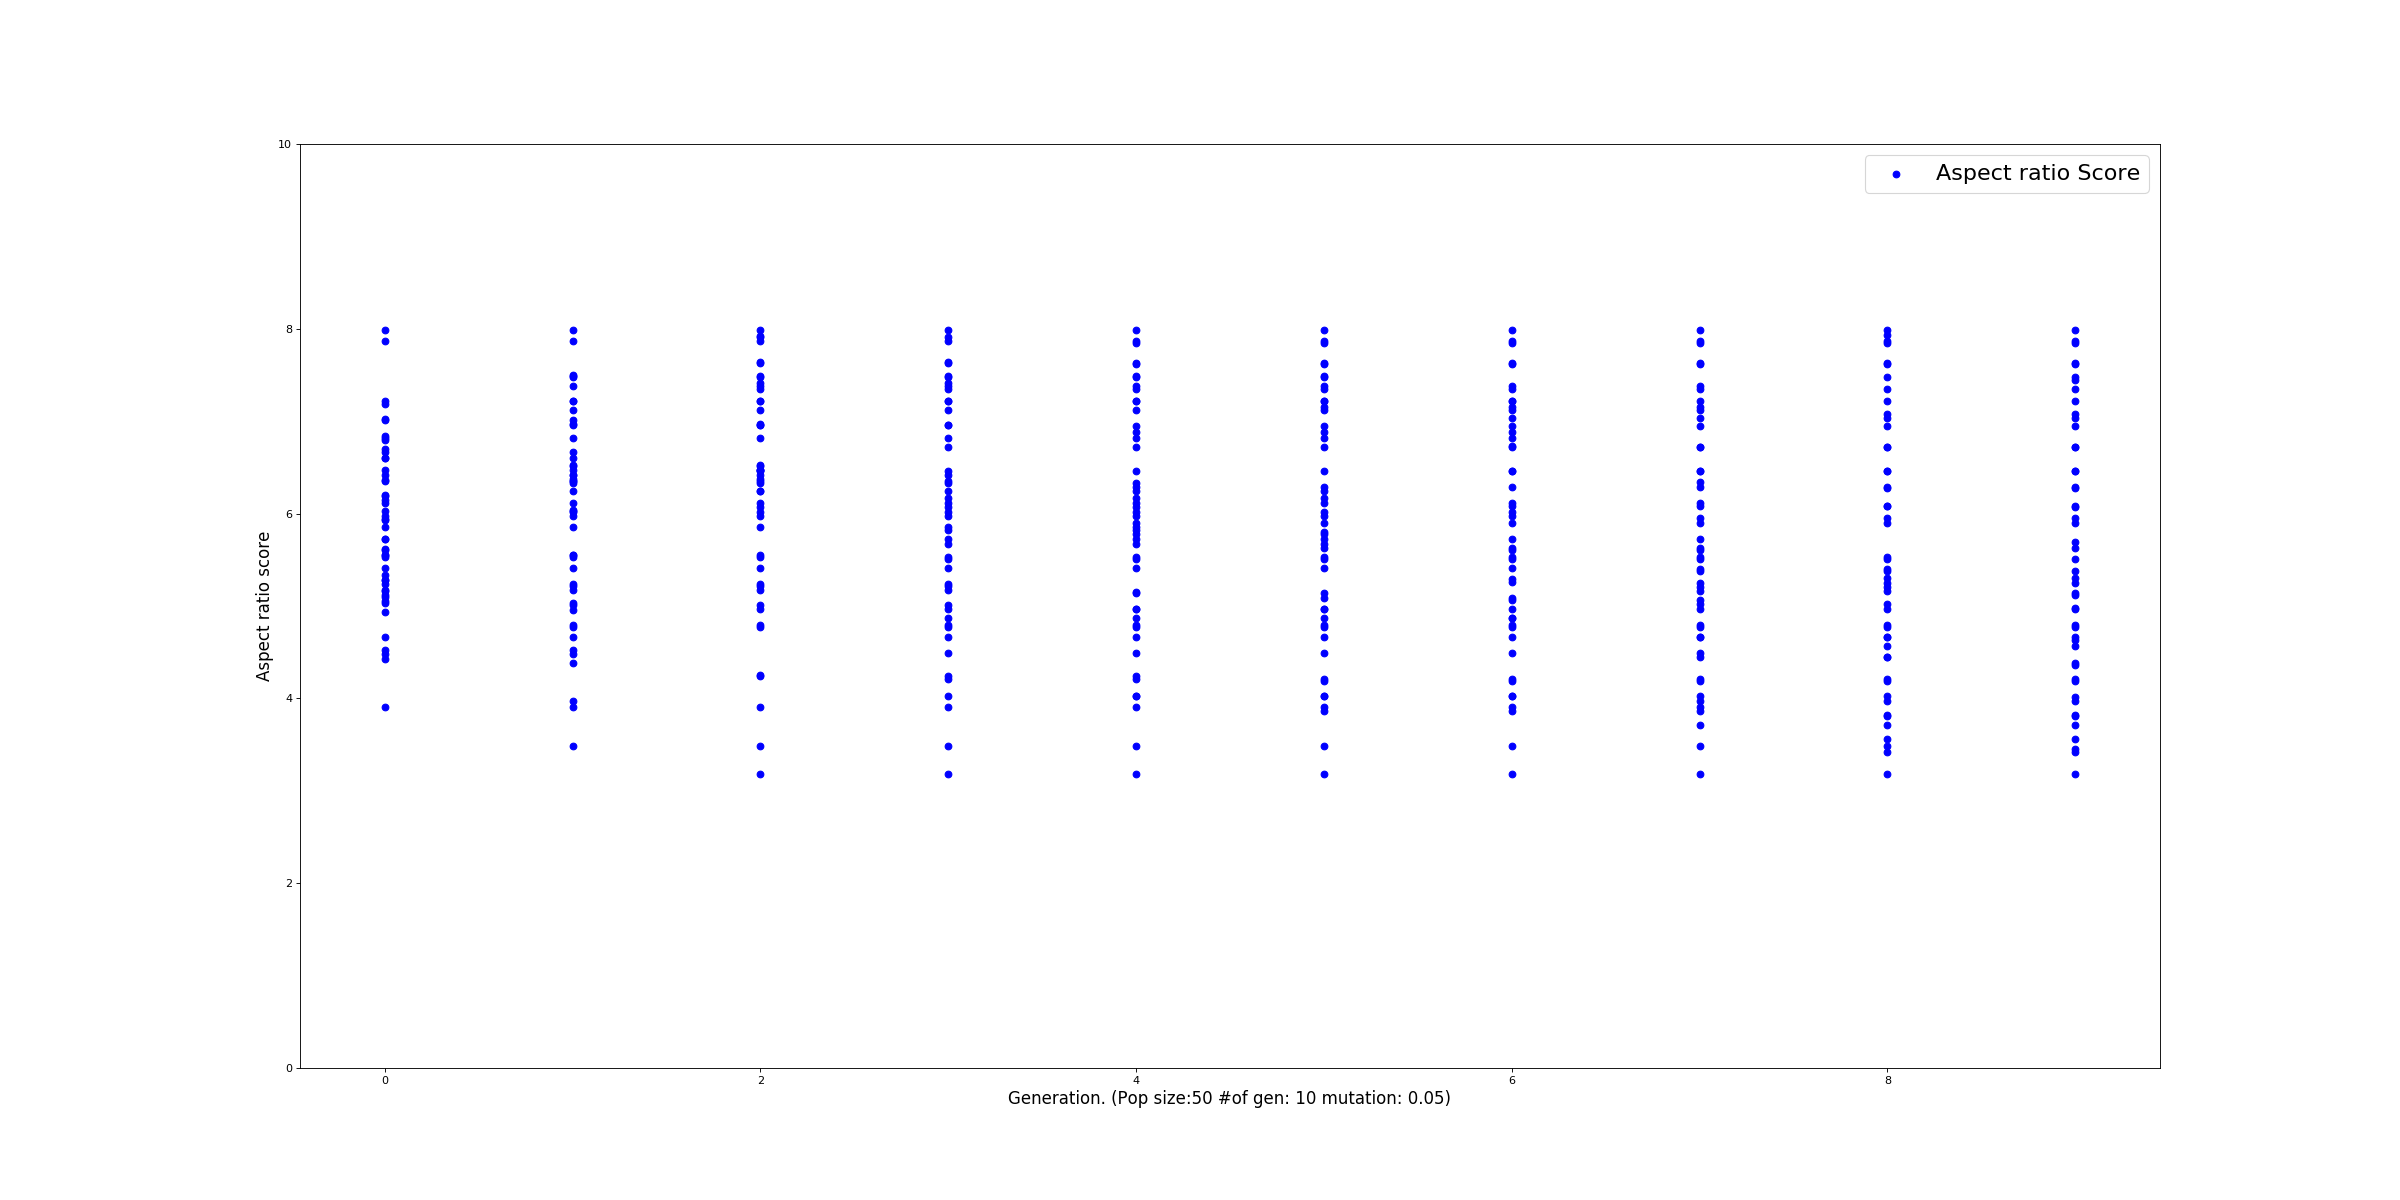 10
8
6
4
2
0
Aspect ratio score
Aspect ratio Score
0 2 4 6 8
Generation. (Pop size:50 #of gen: 10 mutation: 0.05)